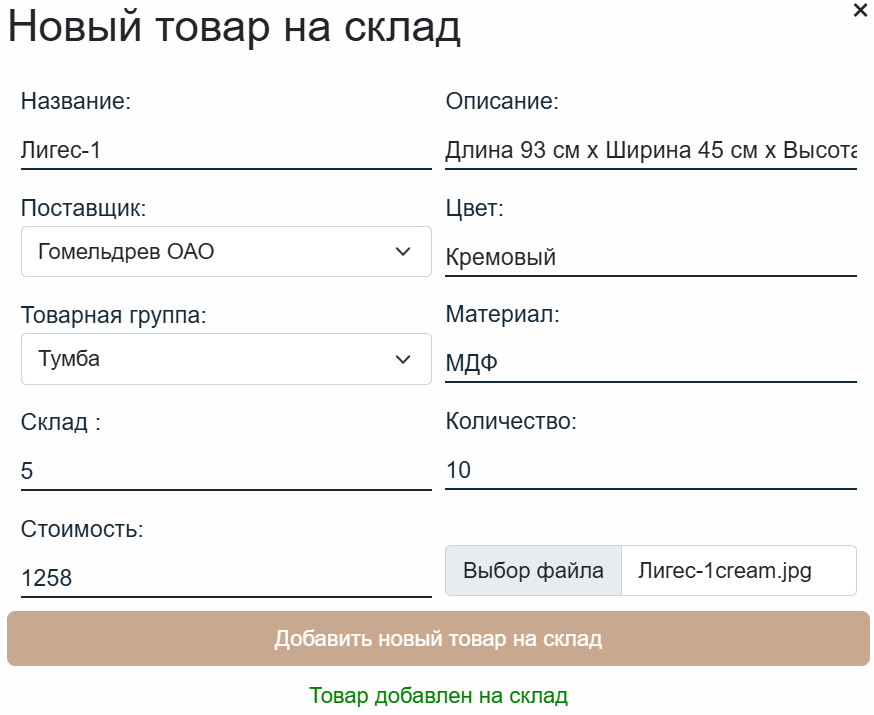 Новый товар на склад
Название:
Описание:
Лигес-1
Длина 93 см x Ширина 45 см x Высота
Поставщик:
Цвет:
Гомельдрев ОАО
Кремовый
Товарная группа:
Материал:
Тумба
МДФ
Склад :
Количество:
5
10
Стоимость:
1258
Выбор файла
Лигес-1cream.jpg
Добавить новый товар на склад
Товар добавлен на склад